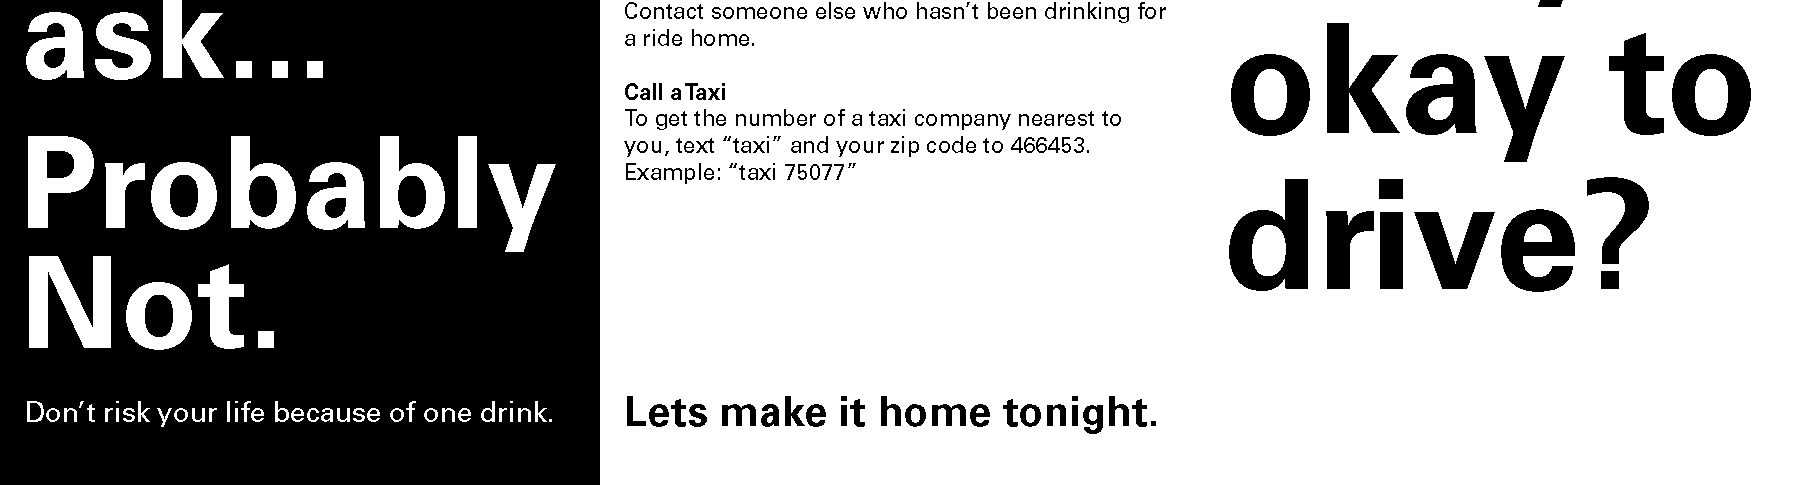 ask...
Probably
Not.
Don't risk your life because of one drink.
Contact someone else who hasn't been drinking for
a ride home.
Call a Taxi
To get the number of a taxi company nearest to
you, text “taxi” and your zip code to 466453.
Example: “taxi 75077”
Lets make it home tonight.
okay to
drive?